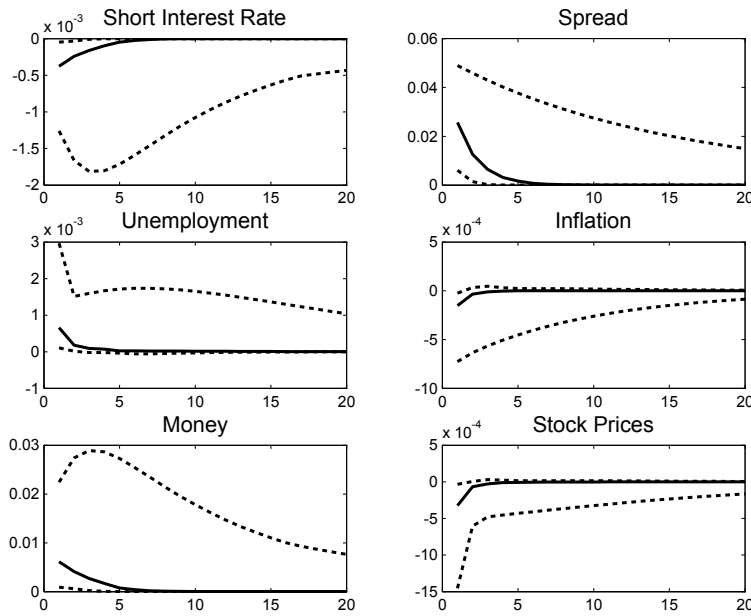 Short Interest Rate
x 10⁻³
0
-0.5
-1
-1.5
-2
0 5 10 15 20
Spread
0.06
0.04
0.02
0
0 5 10 15 20
Unemployment
x 10⁻³
3
2
1
0
-1
0 5 10 15 20
Inflation
x 10⁻⁴
5
0
-5
-10
0 5 10 15 20
Money
0.03
0.02
0.01
0
0 5 10 15 20
Stock Prices
x 10⁻⁴
5
0
-5
-10
-15
0 5 10 15 20